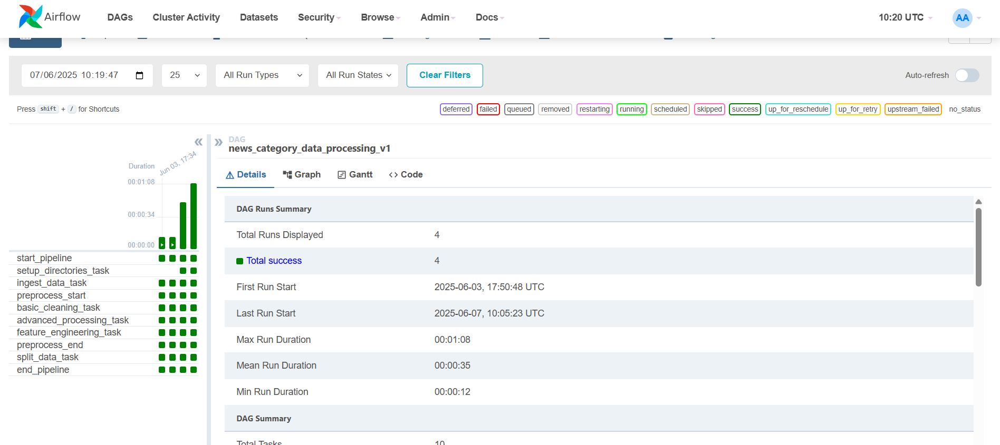 Airflow
DAGs Cluster Activity Datasets Security Browse Admin Docs 10:20 UTC AA
07/06/2025 10:19:47 25 All Run Types All Run States Clear Filters Auto-refresh
Press shift + / for Shortcuts deferred failed queued removed restarting running scheduled skipped success up_for_reschedule up_for_retry upstream_failed no_status
DAG
news_category_data_processing_v1
Details Graph Gantt Code
Duration
Jun 03, 17:34
00:01:08
00:00:34
00:00:00
start_pipeline
setup_directories_task
ingest_data_task
preprocess_start
basic_cleaning_task
advanced_processing_task
feature_engineering_task
preprocess_end
split_data_task
end_pipeline
DAG Runs Summary
Total Runs Displayed 4
Total success 4
First Run Start 2025-06-03, 17:50:48 UTC
Last Run Start 2025-06-07, 10:05:23 UTC
Max Run Duration 00:01:08
Mean Run Duration 00:00:35
Min Run Duration 00:00:12
DAG Summary
Total Tasks 10